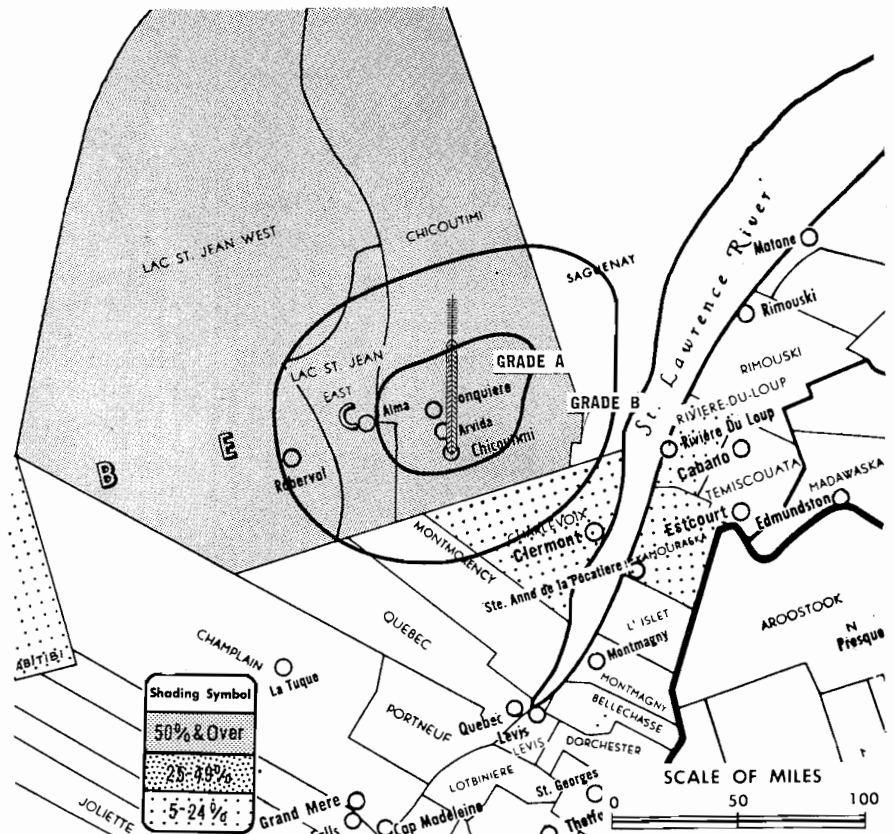 LAC ST. JEAN WEST
CHICOUTIMI
SAGUENAY
St. Lawrence River
Matane
Rimouski
RIMOUSKI
GRADE A
GRADE B
LAC ST. JEAN
EAST
Alma
onquiere
Arvida
Chicoutimi
RIVIERE-DU-LOUP
Riviere Du Loup
Cabano
TEMISCOUATA
MADAWASKA
Edmundston
Estcourt
B
E
Roberval
MONTMORENCY
CHARLEVOIX
Clermont
KAMOURASKA
Ste. Anne de la Pocatiere
L'ISLET
AROOSTOOK
N
Presque
QUEBEC
CHAMPLAIN
La Tuque
ABITIBI
Montmagny
MONTMAGNY
BELLECHASSE
Quebec
Levis
LEVIS
DORCHESTER
PORTNEUF
LOTBINIERE
St. Georges
Shading Symbol
50% & Over
25-49%
5-24%
JOLIETTE
Grand Mere
Cap Madeleine
SCALE OF MILES
0 50 100